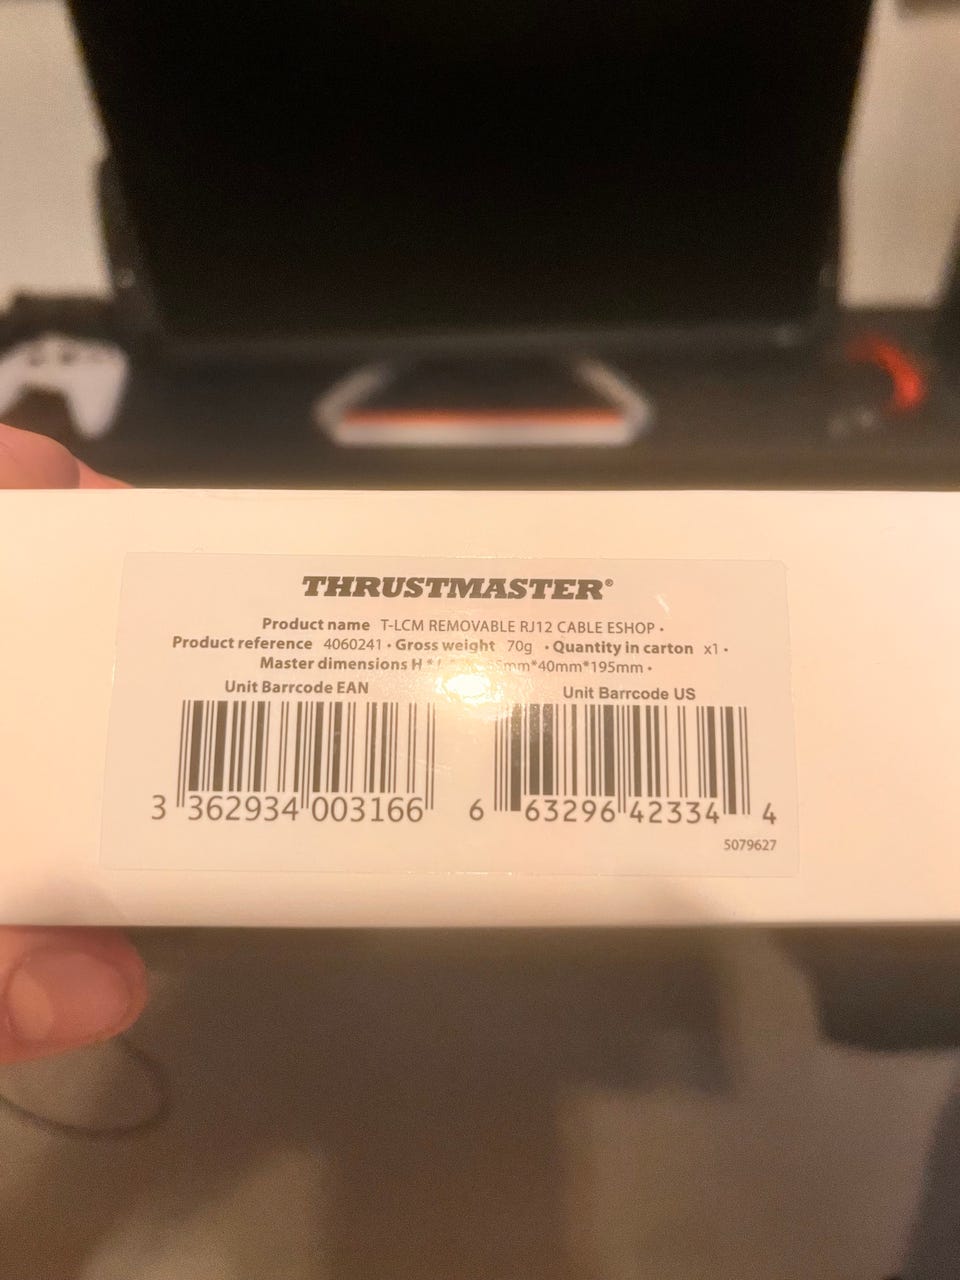 THRUSTMASTER®
Product name T-LCM REMOVABLE RJ12 CABLE ESHOP •
Product reference 4060241 • Gross weight 70g • Quantity in carton x1 •
Master dimensions H * mm*40mm*195mm •
Unit Barrcode EAN
Unit Barrcode US
3 362934 003166
6 63296 42334 4
5079627